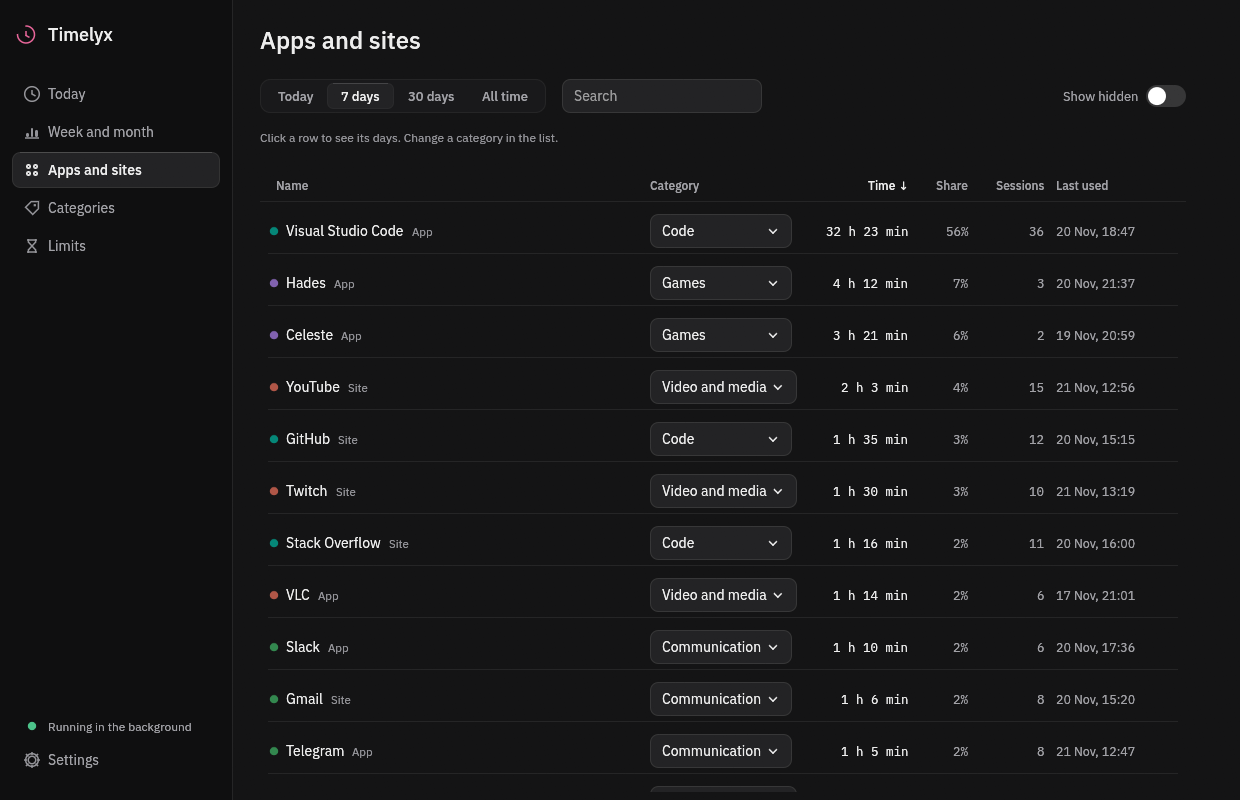 Timelyx
Today
Week and month
Apps and sites
Categories
Limits
Running in the background
Settings
Apps and sites
Today 7 days 30 days All time Search Show hidden
Click a row to see its days. Change a category in the list.
Name Category Time ↓ Share Sessions Last used
Visual Studio Code App Code 32 h 23 min 56% 36 20 Nov, 18:47
Hades App Games 4 h 12 min 7% 3 20 Nov, 21:37
Celeste App Games 3 h 21 min 6% 2 19 Nov, 20:59
YouTube Site Video and media 2 h 3 min 4% 15 21 Nov, 12:56
GitHub Site Code 1 h 35 min 3% 12 20 Nov, 15:15
Twitch Site Video and media 1 h 30 min 3% 10 21 Nov, 13:19
Stack Overflow Site Code 1 h 16 min 2% 11 20 Nov, 16:00
VLC App Video and media 1 h 14 min 2% 6 17 Nov, 21:01
Slack App Communication 1 h 10 min 2% 6 20 Nov, 17:36
Gmail Site Communication 1 h 6 min 2% 8 20 Nov, 15:20
Telegram App Communication 1 h 5 min 2% 8 21 Nov, 12:47